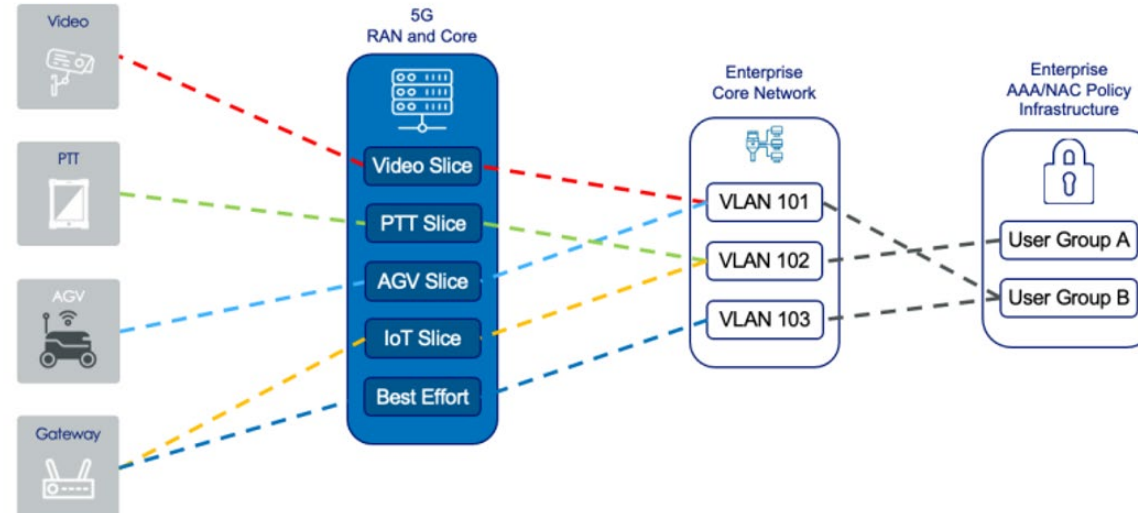 Video
PTT
AGV
Gateway
5G
RAN and Core
Video Slice
PTT Slice
AGV Slice
IoT Slice
Best Effort
Enterprise
Core Network
VLAN 101
VLAN 102
VLAN 103
Enterprise
AAA/NAC Policy
Infrastructure
User Group A
User Group B